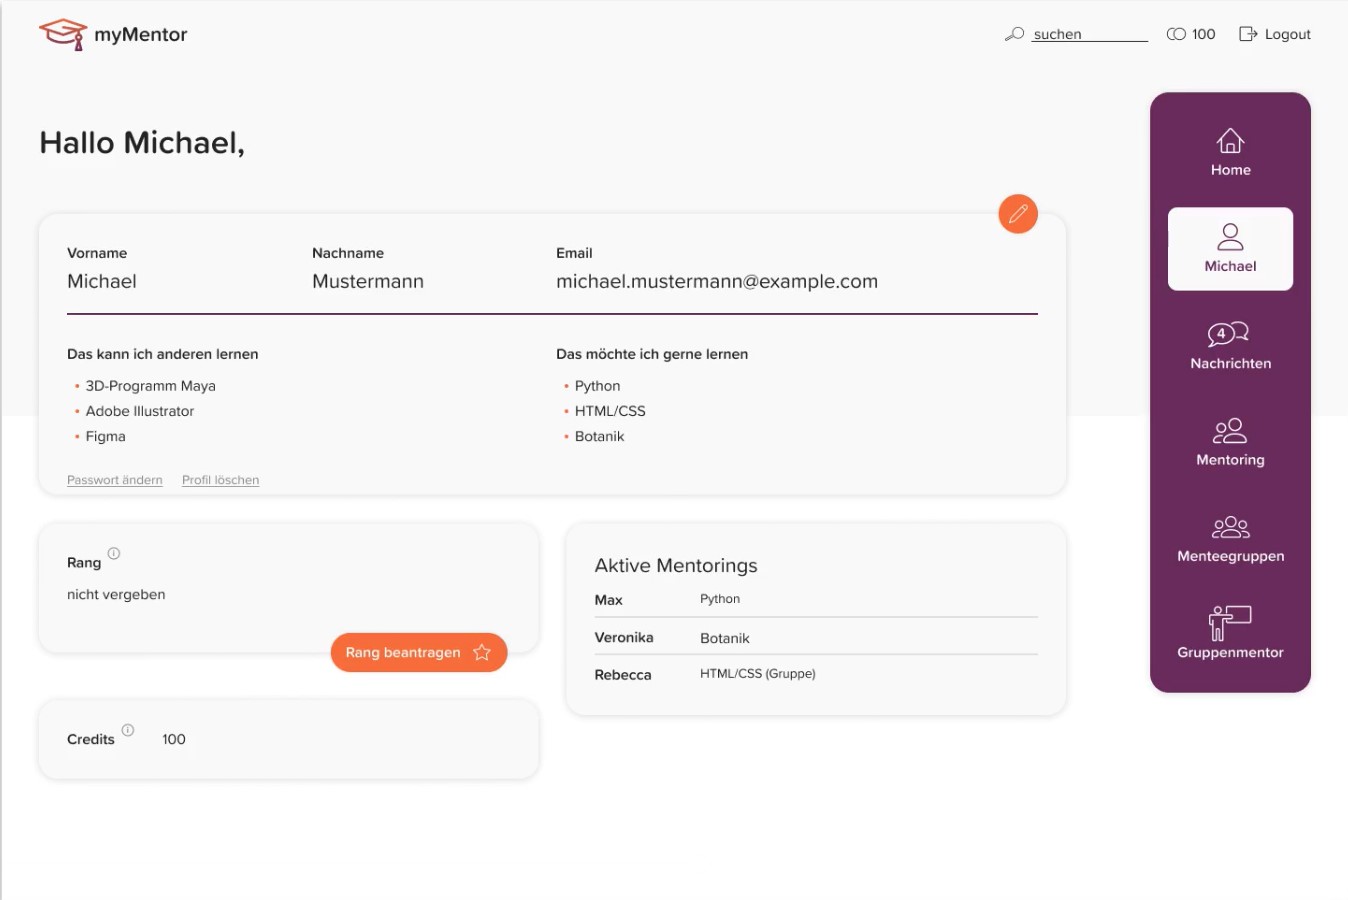 myMentor
suchen
100
Logout
Hallo Michael,
Vorname
Nachname
Email
Michael
Mustermann
michael.mustermann@example.com
Das kann ich anderen lernen
Das möchte ich gerne lernen
3D-Programm Maya
Adobe Illustrator
Figma
Python
HTML/CSS
Botanik
Passwort ändern
Profil löschen
Rang
nicht vergeben
Rang beantragen
Credits
100
Aktive Mentorings
Max Python
Veronika Botanik
Rebecca HTML/CSS (Gruppe)
Home
Michael
4
Nachrichten
Mentoring
Menteegruppen
Gruppenmentor